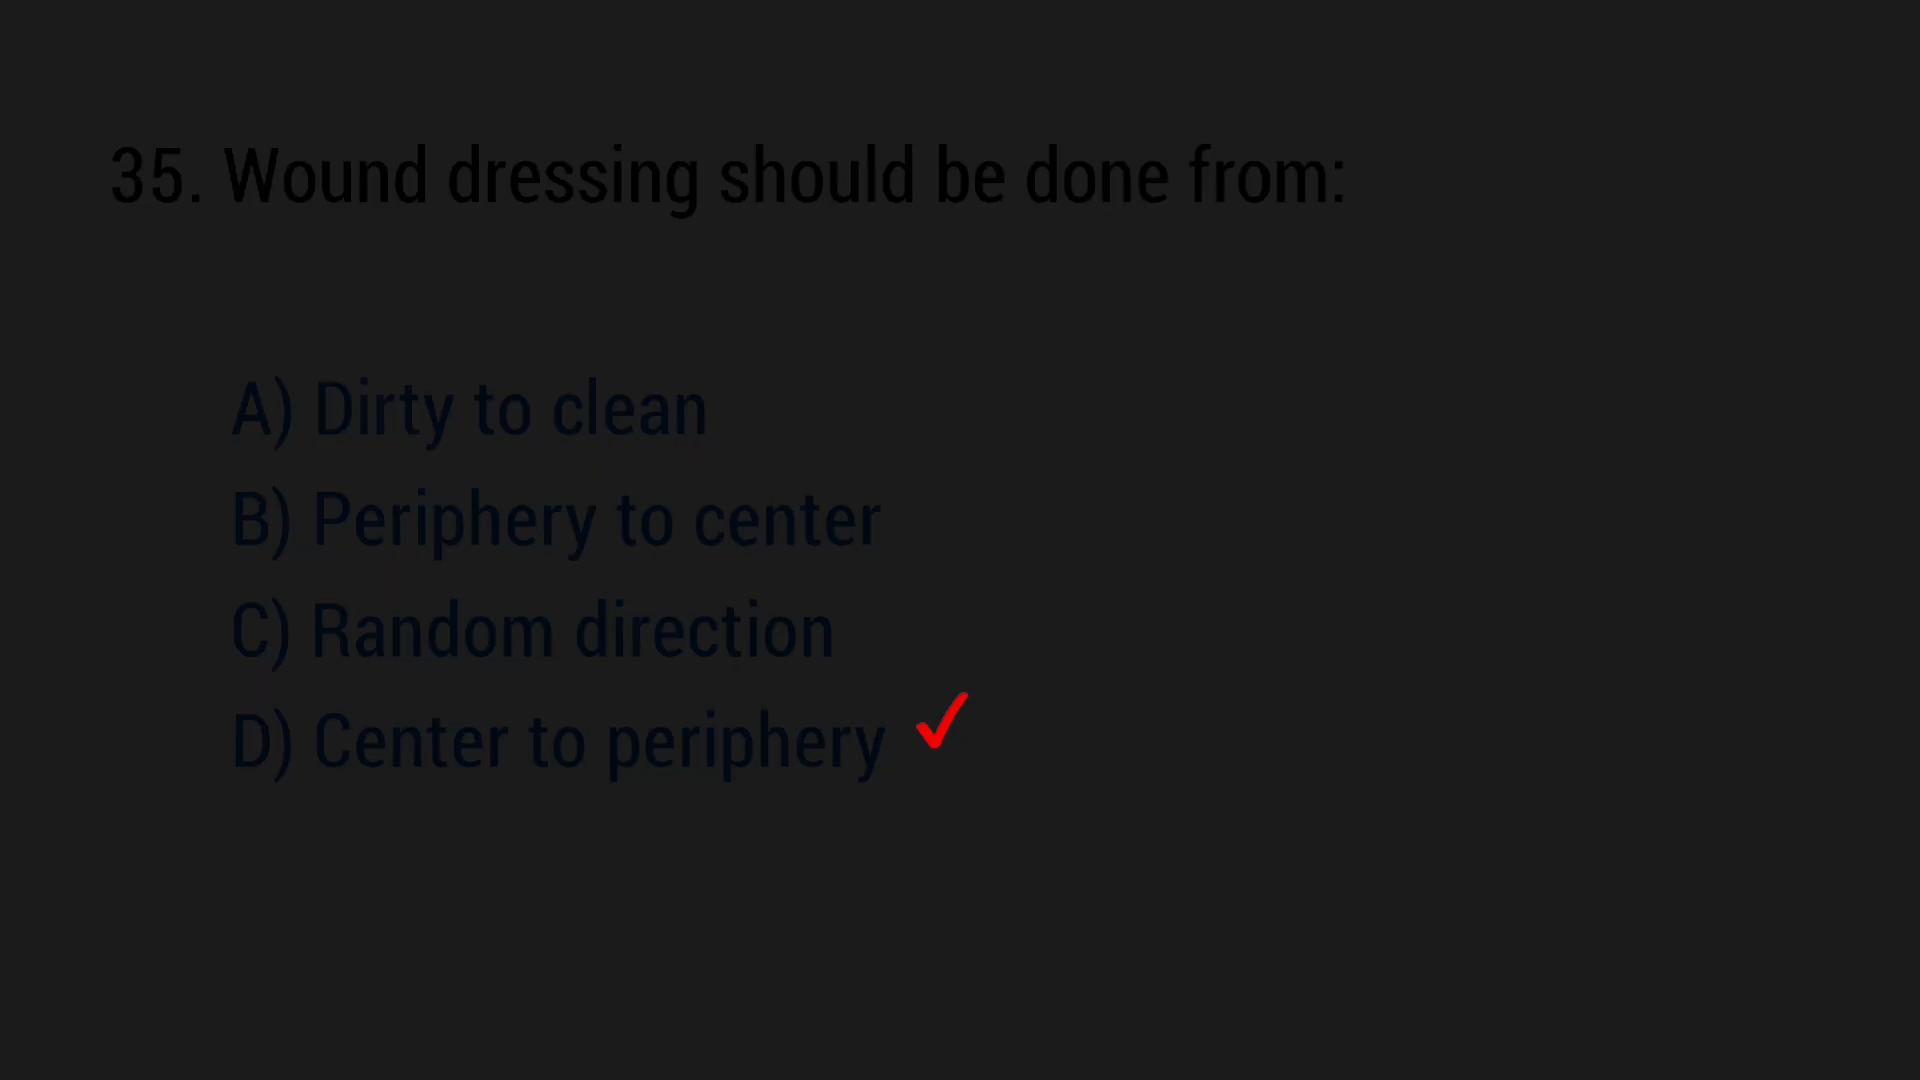 35. Wound dressing should be done from:
A) Dirty to clean
B) Periphery to center
C) Random direction
D) Center to periphery ✓